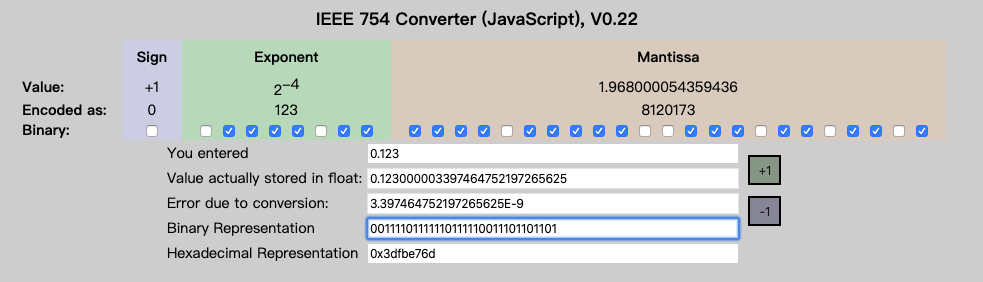 IEEE 754 Converter (JavaScript), V0.22
Sign Exponent Mantissa
Value: +1 2−4 1.968000054359436
Encoded as: 0 123 8120173
Binary:
You entered 0.123
Value actually stored in float: 0.123000003397464752197265625
Error due to conversion: 3.397464752197265625E-9
Binary Representation 00111101111110111110011101101101
Hexadecimal Representation 0x3dfbe76d
+1
-1